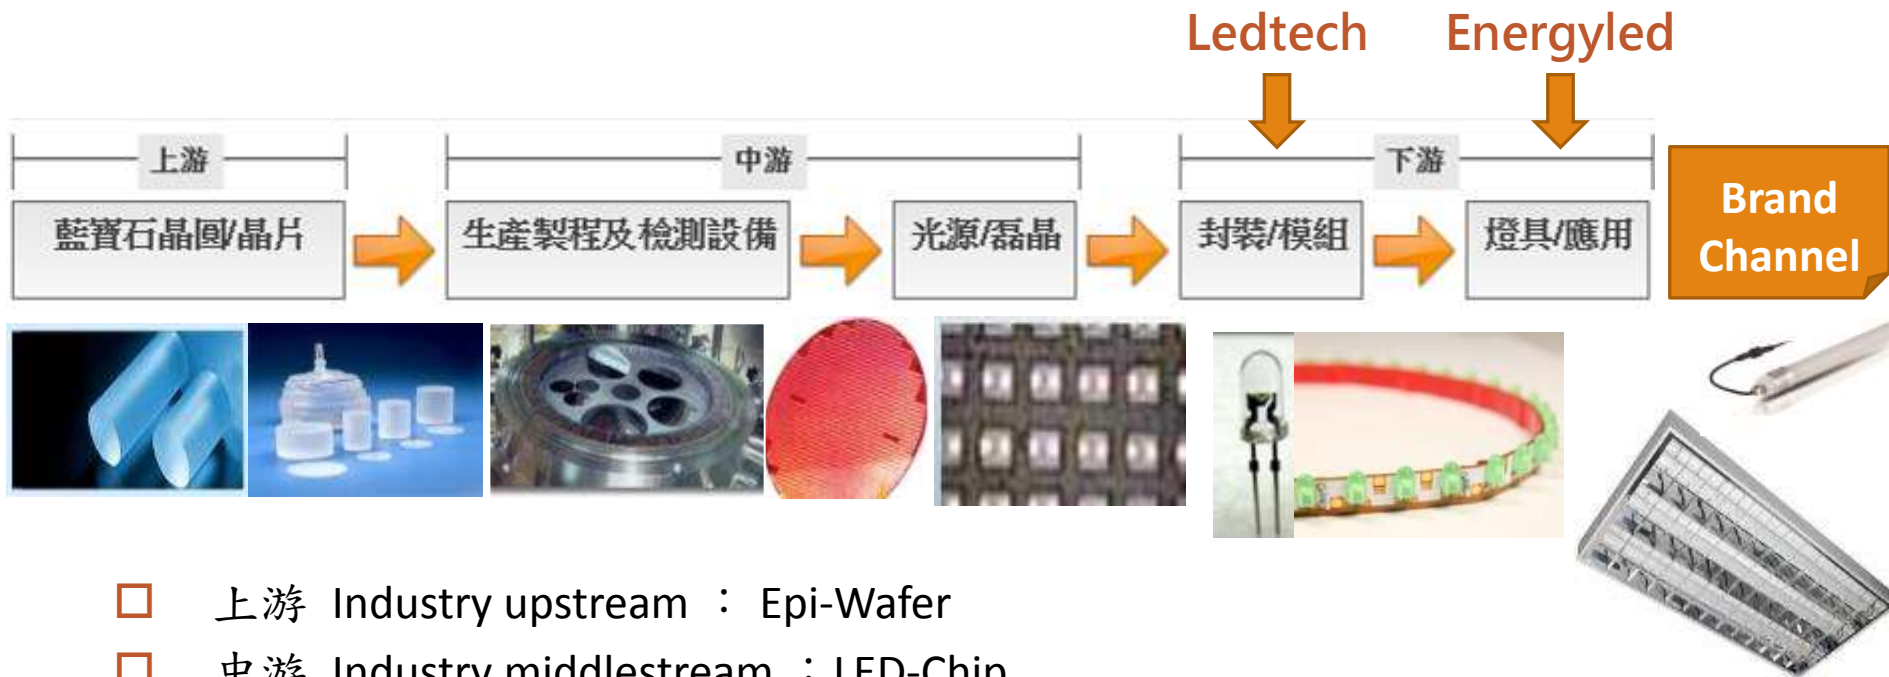 Ledtech Energyled
上游 中游 下游
藍寶石晶圓/晶片 生產製程及檢測設備 光源/磊晶 封裝/模組 燈具/應用
Brand
Channel
上游 Industry upstream ： Epi-Wafer
中游 Industry middlestream ：LED-Chip